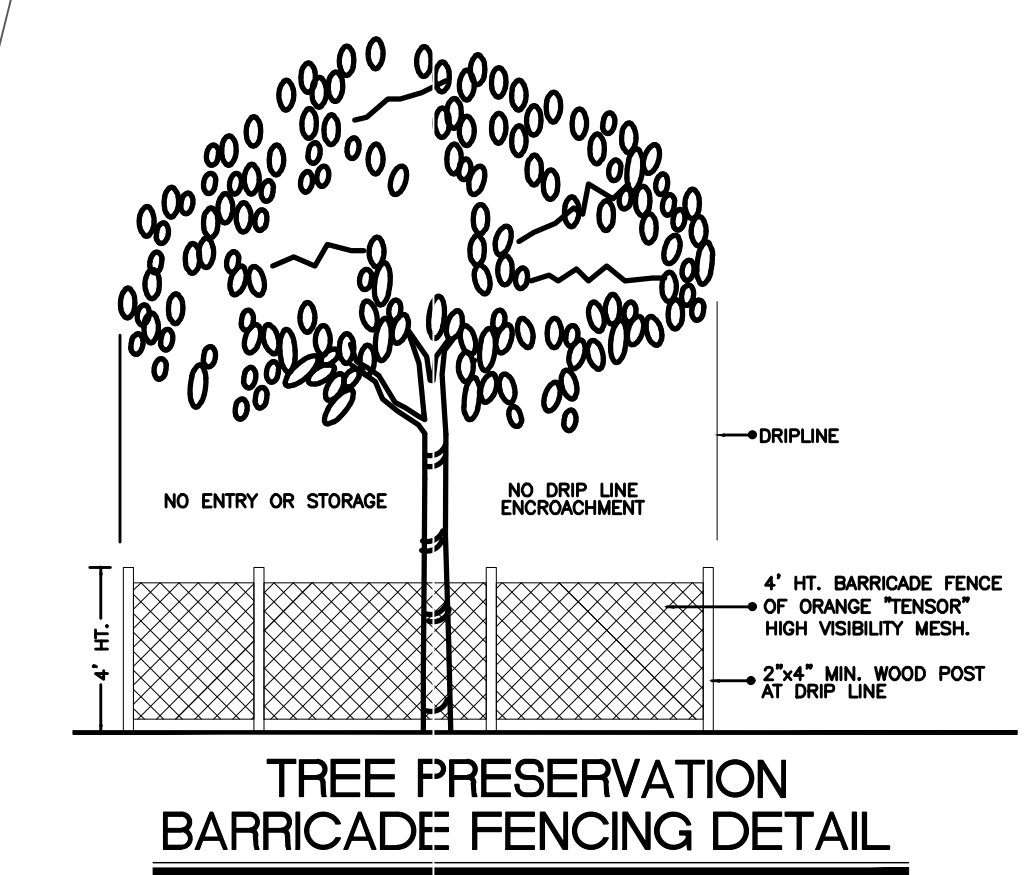 DRIPLINE
NO ENTRY OR STORAGE
NO DRIP LINE
ENCROACHMENT
4' HT. BARRICADE FENCE
OF ORANGE "TENSOR"
HIGH VISIBILITY MESH.
4' HT.
2"x4" MIN. WOOD POST
AT DRIP LINE
TREE PRESERVATION
BARRICADE FENCING DETAIL